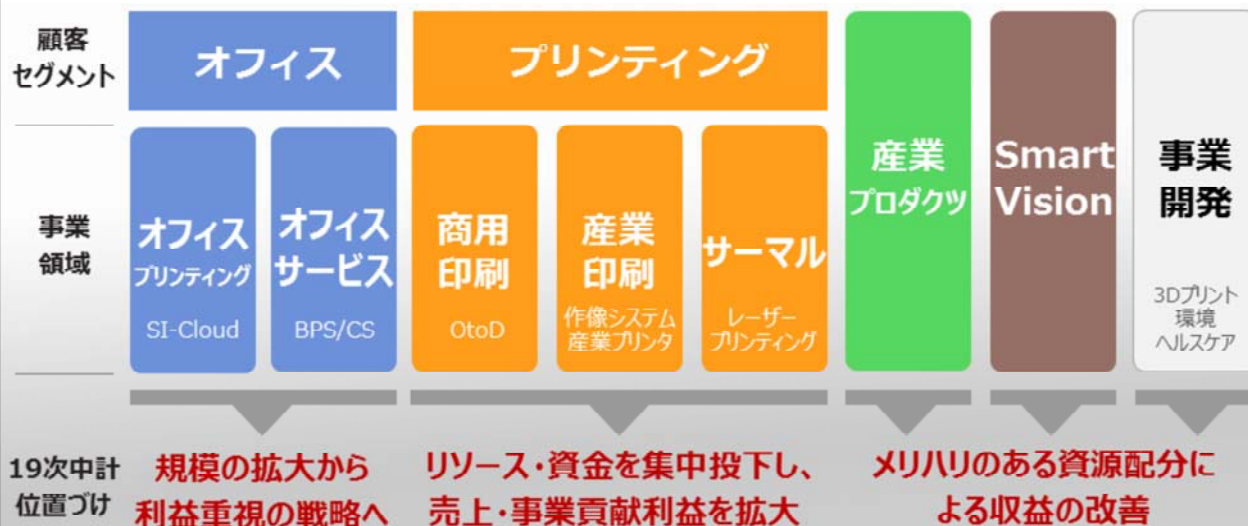 顧客
セグメント
オフィス
プリンティング
産業
プロダクツ
Smart
Vision
事業
開発
3Dプリント
環境
ヘルスケア
事業
領域
オフィス
プリンティング
SI-Cloud
オフィス
サービス
BPS/CS
商用
印刷
OtoD
産業
印刷
作像システム
産業プリンタ
サーマル
レーザー
プリンティング
19次中計
位置づけ
規模の拡大から
利益重視の戦略へ
リソース・資金を集中投下し、
売上・事業貢献利益を拡大
メリハリのある資源配分に
よる収益の改善